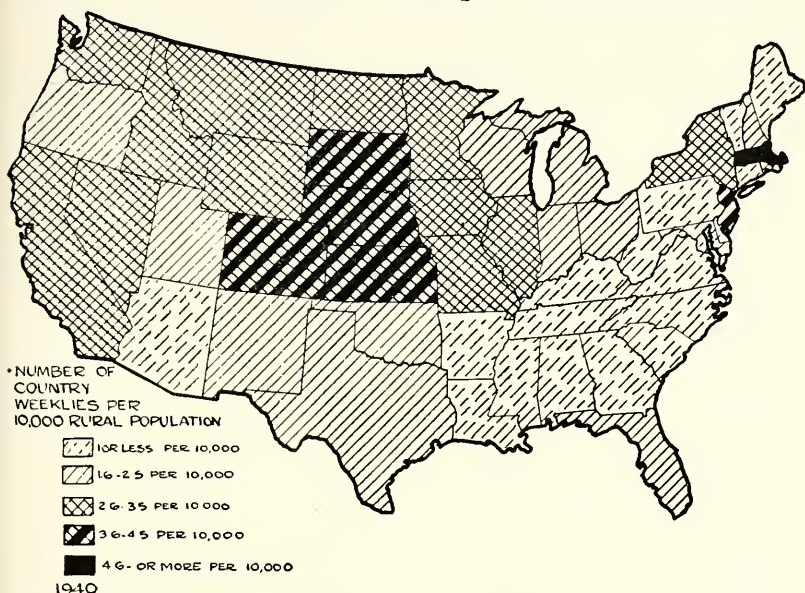 •NUMBER OF
COUNTRY
WEEKLIES PER
10,000 RURAL POPULATION
OR LESS PER 10,000
1.6-2.5 PER 10,000
2.6-3.5 PER 10 000
3.6-4.5 PER 10,000
4.6- OR MORE PER 10,000
1940